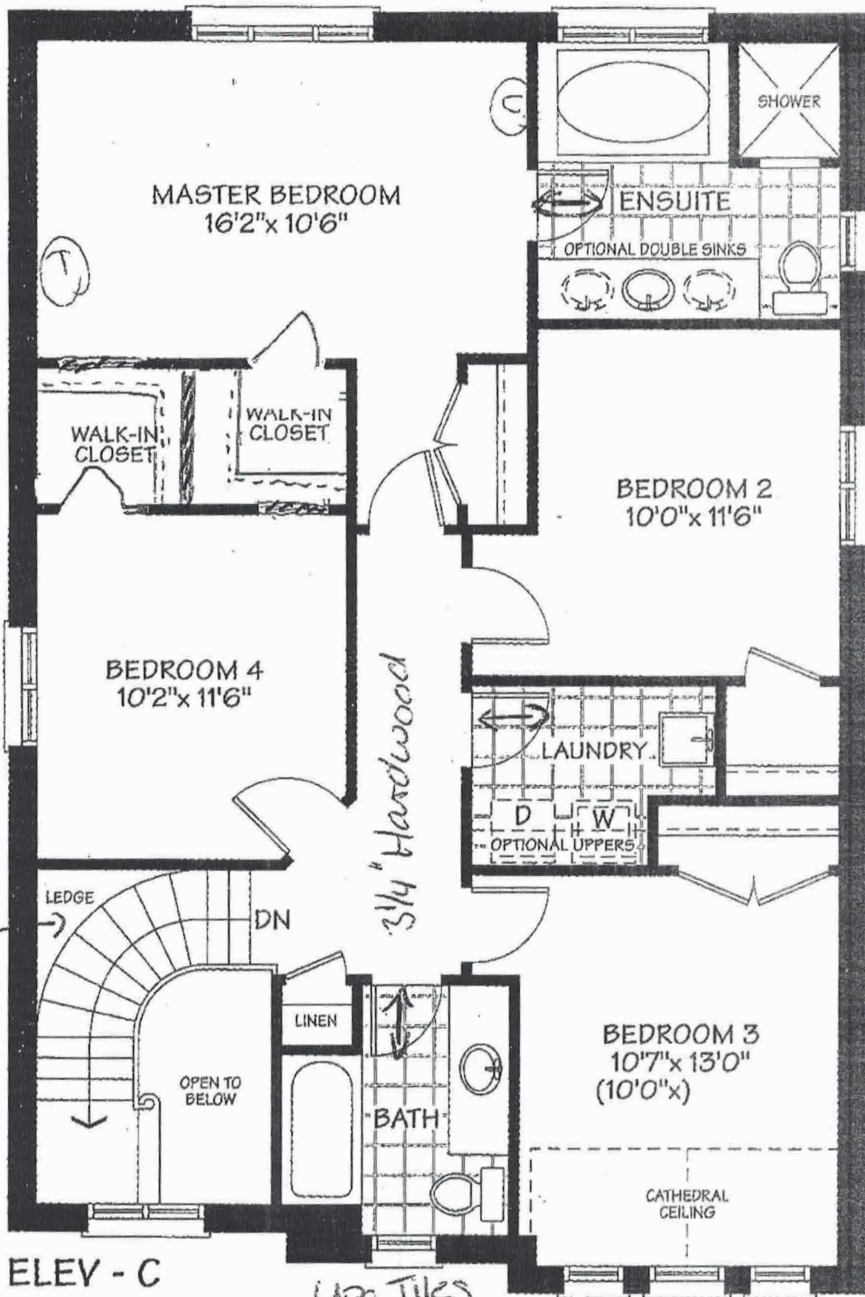 SHOWER
MASTER BEDROOM
16'2"x 10'6"
ENSUITE
OPTIONAL DOUBLE SINKS
WALK-IN
CLOSET
WALK-IN
CLOSET
BEDROOM 2
10'0"x 11'6"
BEDROOM 4
10'2"x 11'6"
3 1/4" Hardwood
LAUNDRY
D
W
OPTIONAL UPPERS
LEDGE
DN
LINEN
OPEN TO
BELOW
BATH
BEDROOM 3
10'7"x 13'0"
(10'0"x)
CATHEDRAL
CEILING
ELEV - C
Tiles